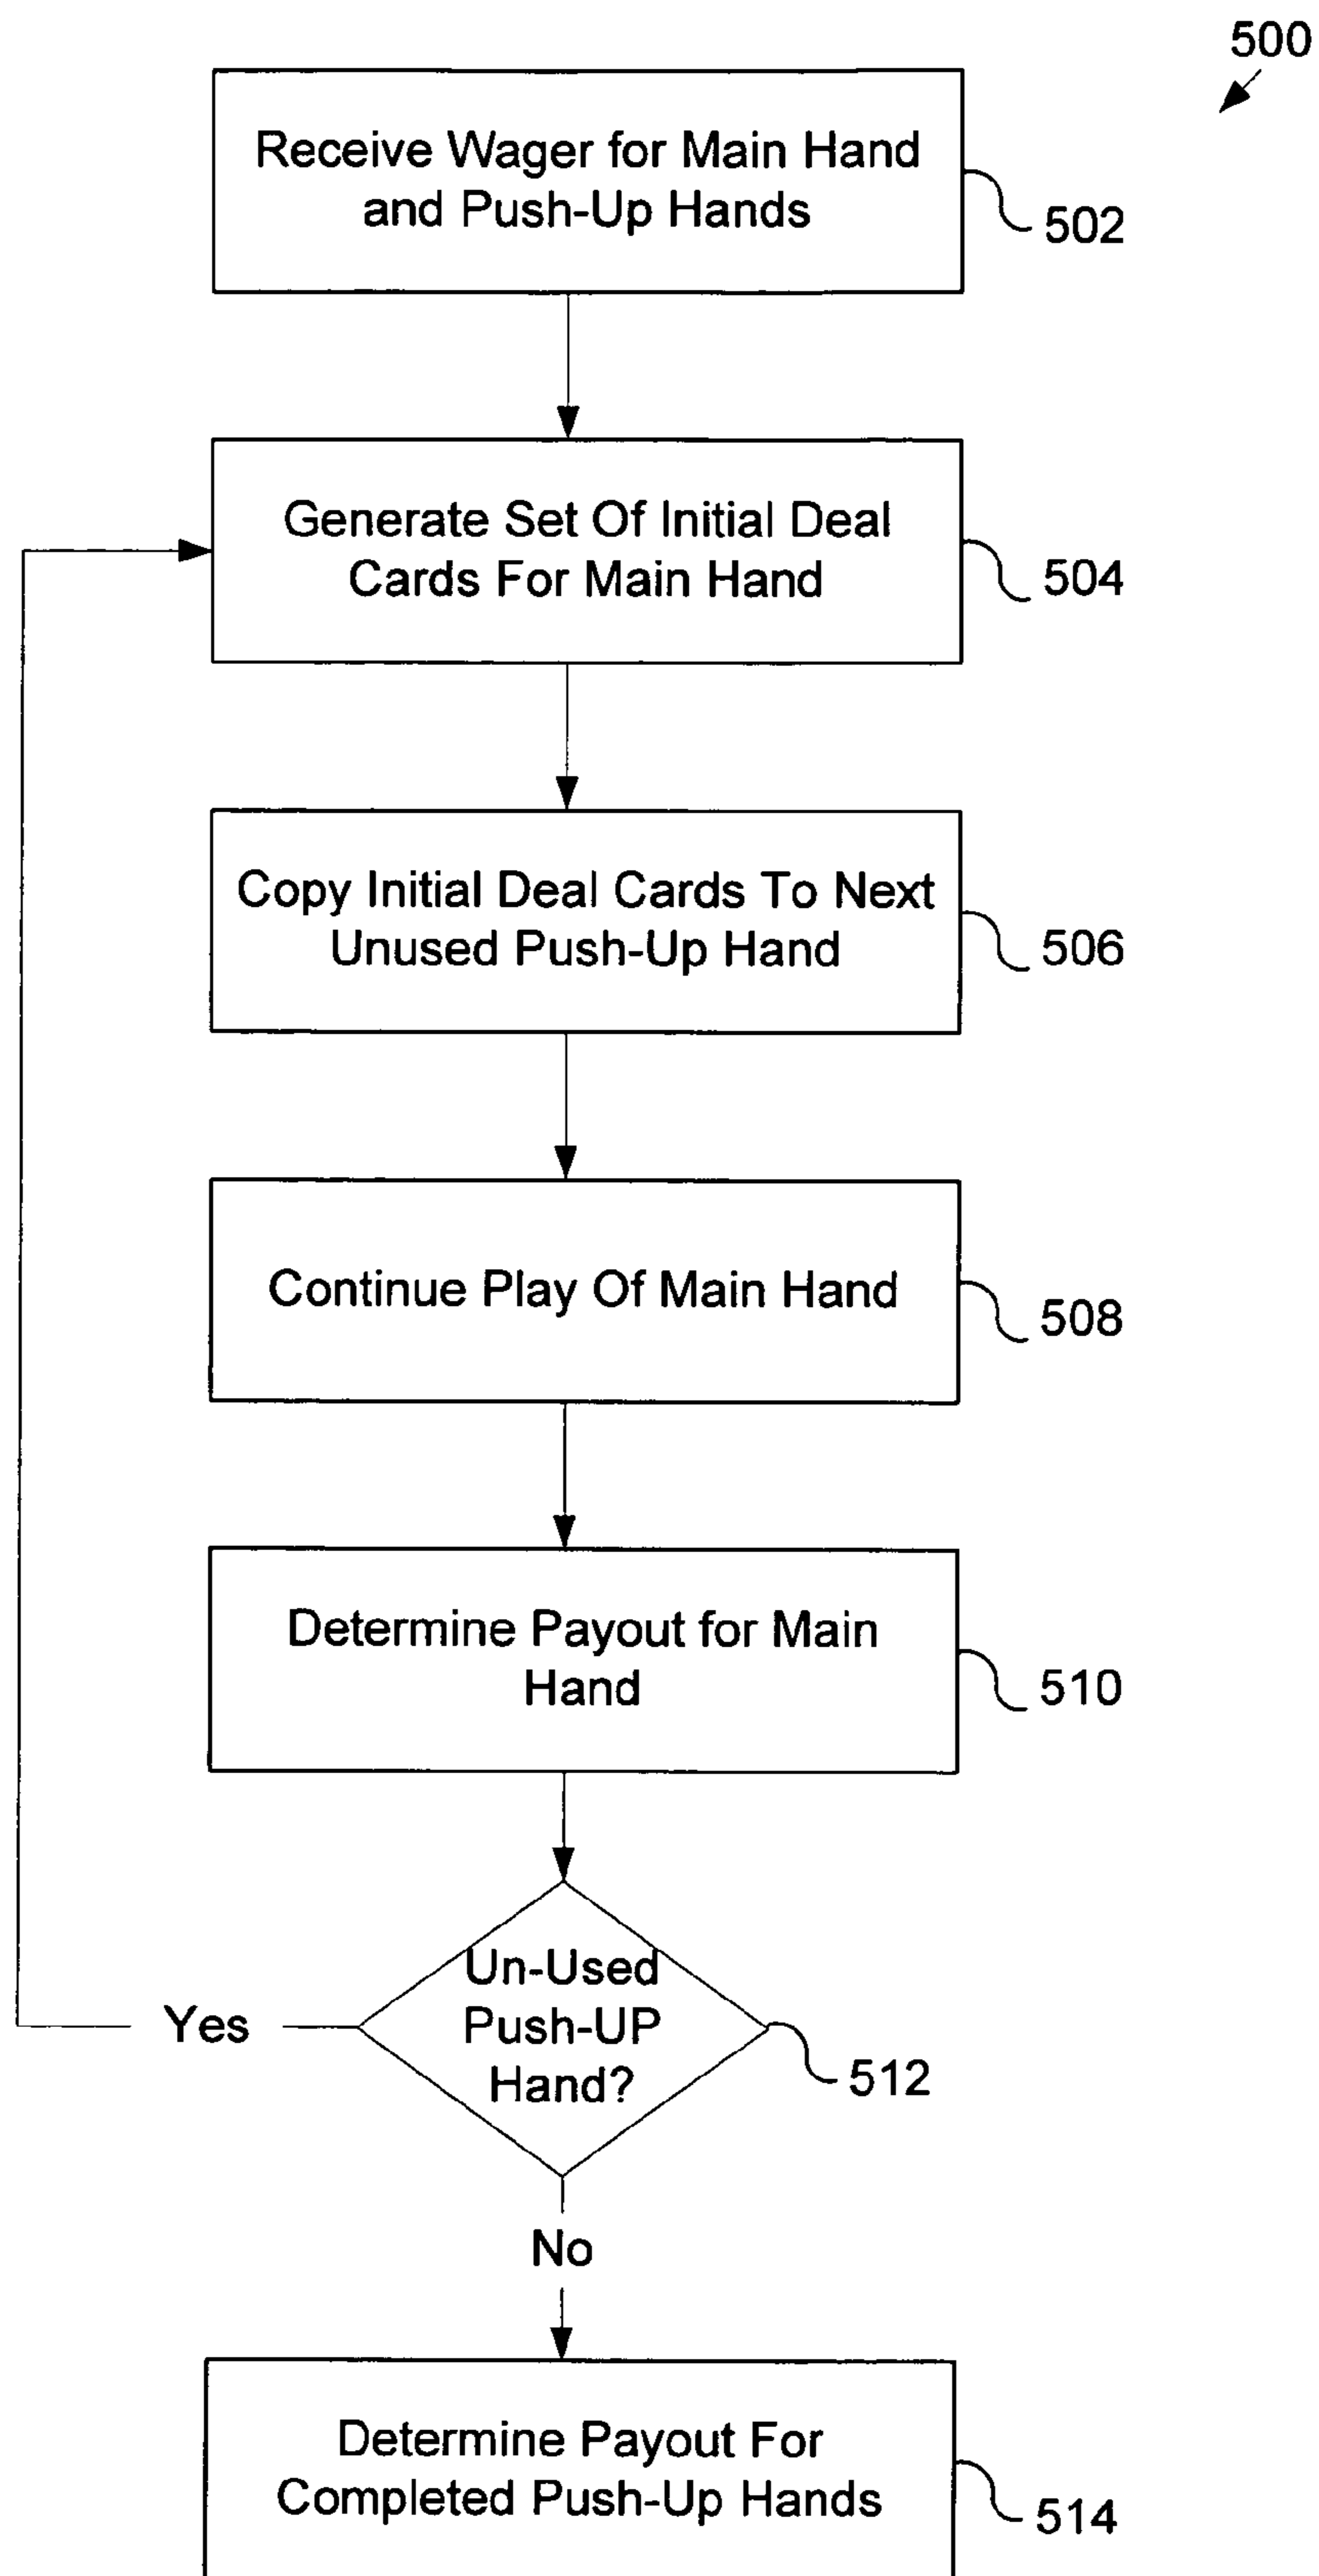 500
Receive Wager for Main Hand
and Push-Up Hands
502
Generate Set Of Initial Deal
Cards For Main Hand
504
Copy Initial Deal Cards To Next
Unused Push-Up Hand
506
Continue Play Of Main Hand
508
Determine Payout for Main
Hand
510
Un-Used
Push-UP
Hand?
512
Yes
No
Determine Payout For
Completed Push-Up Hands
514